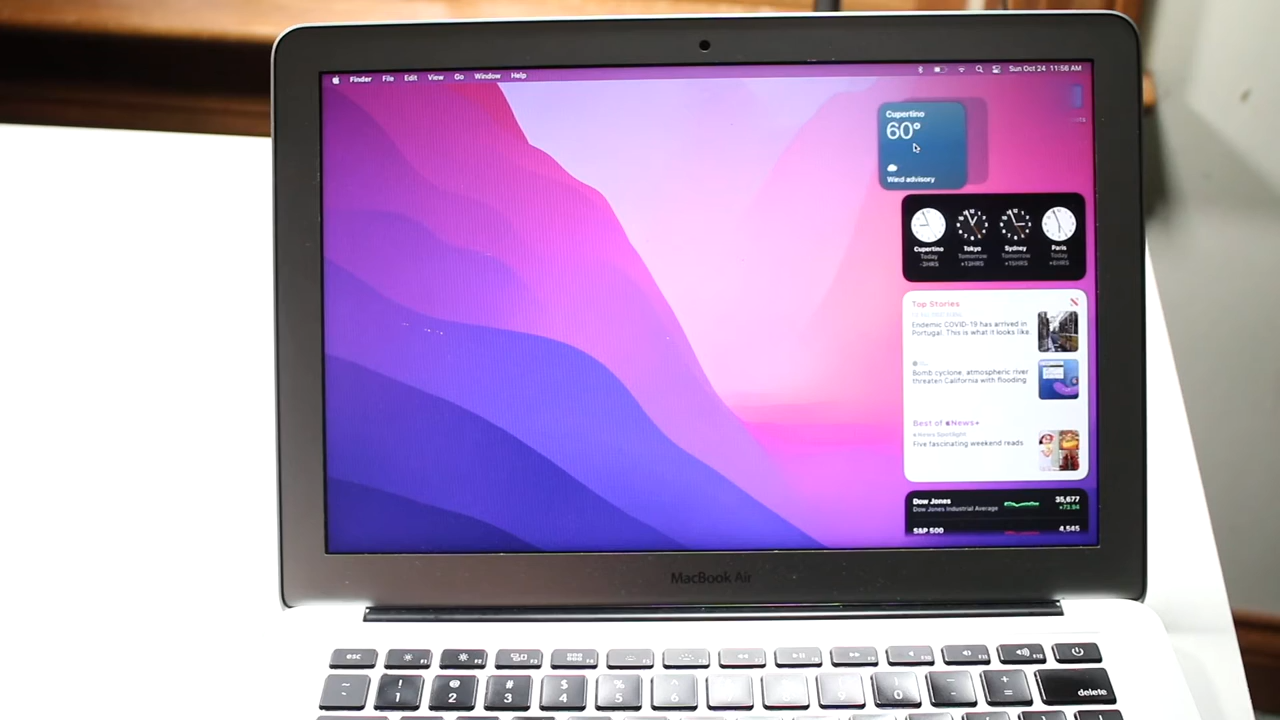 Finder File Edit View Go Window Help
Sun Oct 24 11:56 AM
Cupertino
60°
Wind advisory
Cupertino Tokyo Sydney Paris
Today Tomorrow Tomorrow Today
-3HRS +13HRS +15HRS +6HRS
Top Stories
Endemic COVID-19 has arrived in
Portugal. This is what it looks like.
Bomb cyclone, atmospheric river
threaten California with flooding
Best of News+
News Spotlight
Five fascinating weekend reads
Dow Jones 35,677
Dow Jones Industrial Average +73.94
S&P 500 4,545
MacBook Air
esc F1 F2 F3 F4 F5 F6 F7 F8 F9 F10 F11 F12
~ ! @ # $ % ^ _ +
1 2 3 4 5 6 9 0 - = delete